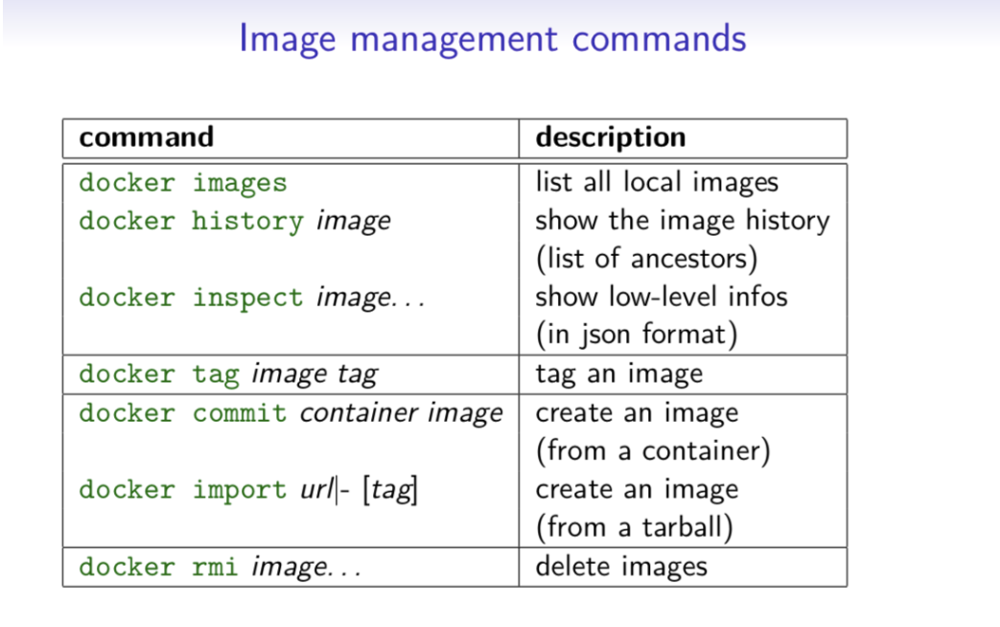 Image management commands
command description
docker images list all local images
docker history image show the image history
(list of ancestors)
docker inspect image... show low-level infos
(in json format)
docker tag image tag tag an image
docker commit container image create an image
(from a container)
docker import url|- [tag] create an image
(from a tarball)
docker rmi image... delete images